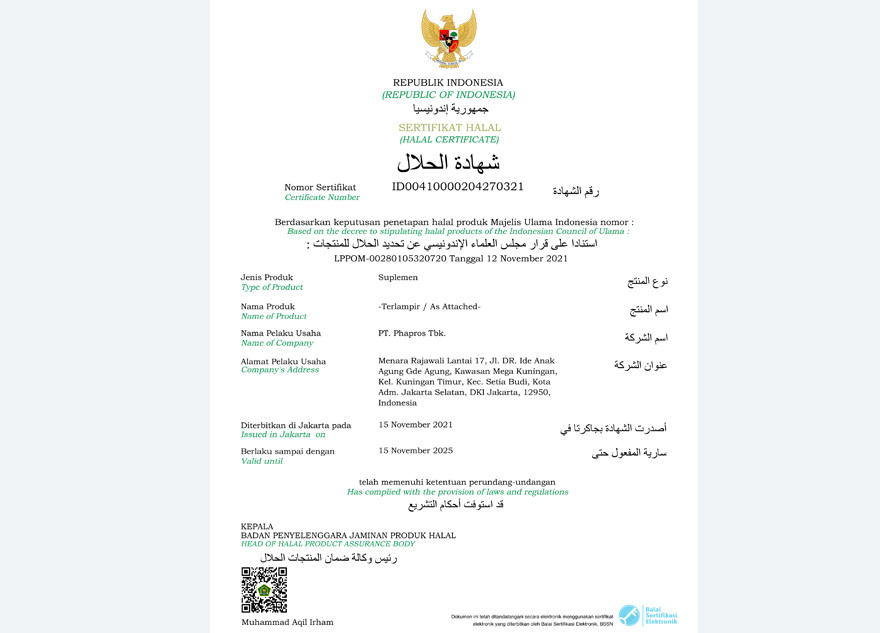 REPUBLIK INDONESIA
(REPUBLIC OF INDONESIA)
جمهورية إندونيسيا
SERTIFIKAT HALAL
(HALAL CERTIFICATE)
شهادة الحلال
Nomor Sertifikat ID00410000204270321 رقم الشهادة
Certificate Number
Berdasarkan keputusan penetapan halal produk Majelis Ulama Indonesia nomor :
Based on the decree to stipulating halal products of the Indonesian Council of Ulama :
استنادا على قرار مجلس العلماء الإندونيسي عن تحديد الحلال للمنتجات :
LPPOM-00280105320720 Tanggal 12 November 2021
Jenis Produk Suplemen نوع المنتج
Type of Product
Nama Produk -Terlampir / As Attached- اسم المنتج
Name of Product
Nama Pelaku Usaha PT. Phapros Tbk. اسم الشركة
Name of Company
Alamat Pelaku Usaha Menara Rajawali Lantai 17, Jl. DR. Ide Anak عنوان الشركة
Company's Address Agung Gde Agung, Kawasan Mega Kuningan,
Kel. Kuningan Timur, Kec. Setia Budi, Kota
Adm. Jakarta Selatan, DKI Jakarta, 12950,
Indonesia
Diterbitkan di Jakarta pada 15 November 2021 أصدرت الشهادة بجاكرتا في
Issued in Jakarta on
Berlaku sampai dengan 15 November 2025 سارية المفعول حتى
Valid until
telah memenuhi ketentuan perundang-undangan
Has complied with the provision of laws and regulations
قد استوفت أحكام التشريع
KEPALA
BADAN PENYELENGGARA JAMINAN PRODUK HALAL
HEAD OF HALAL PRODUCT ASSURANCE BODY
رئيس وكالة ضمان المنتجات الحلال
Muhammad Aqil Irham
Dokumen ini telah ditandatangani secara elektronik menggunakan sertifikat
elektronik yang diterbitkan oleh Balai Sertifikasi Elektronik, BSSN
Balai
Sertifikasi
Elektronik